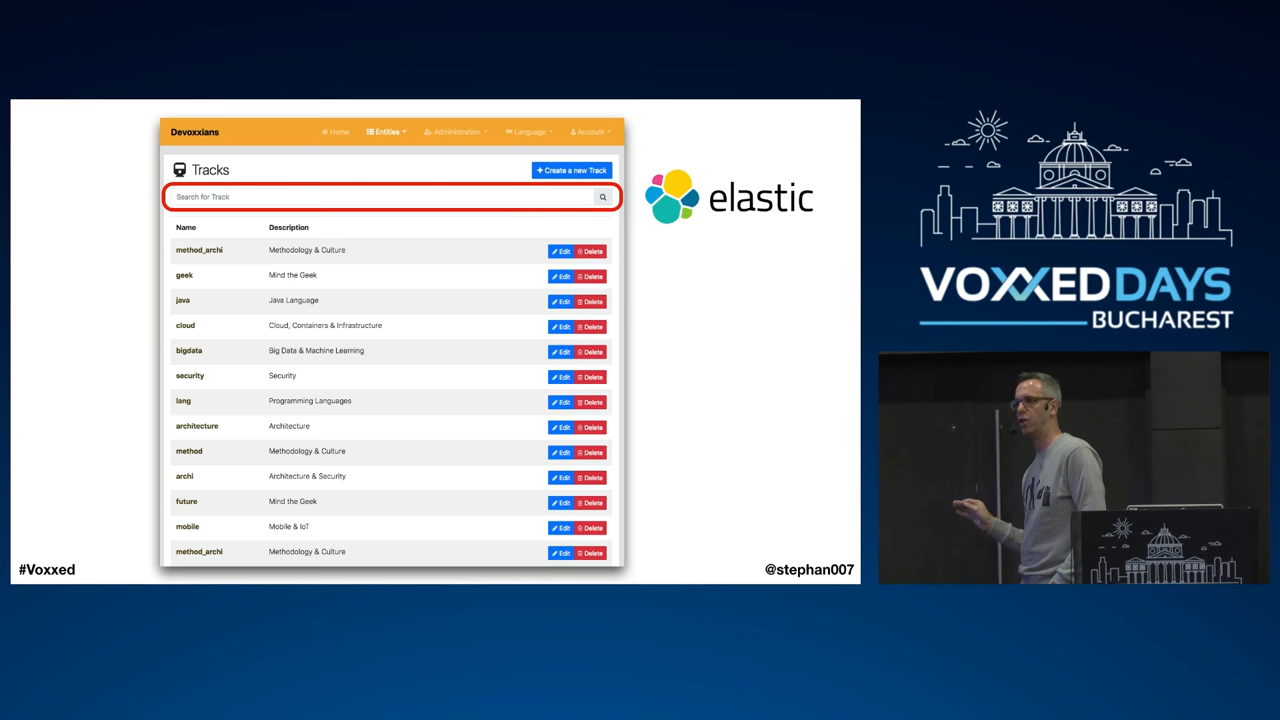 Devoxxians Home Entities Administration Language Account
Tracks + Create a new Track
Search for Track
Name Description
method_archi Methodology & Culture Edit Delete
geek Mind the Geek Edit Delete
java Java Language Edit Delete
cloud Cloud, Containers & Infrastructure Edit Delete
bigdata Big Data & Machine Learning Edit Delete
security Security Edit Delete
lang Programming Languages Edit Delete
architecture Architecture Edit Delete
method Methodology & Culture Edit Delete
archi Architecture & Security Edit Delete
future Mind the Geek Edit Delete
mobile Mobile & IoT Edit Delete
method_archi Methodology & Culture Edit Delete
elastic
#Voxxed
@stephan007
VOXXED DAYS
BUCHAREST